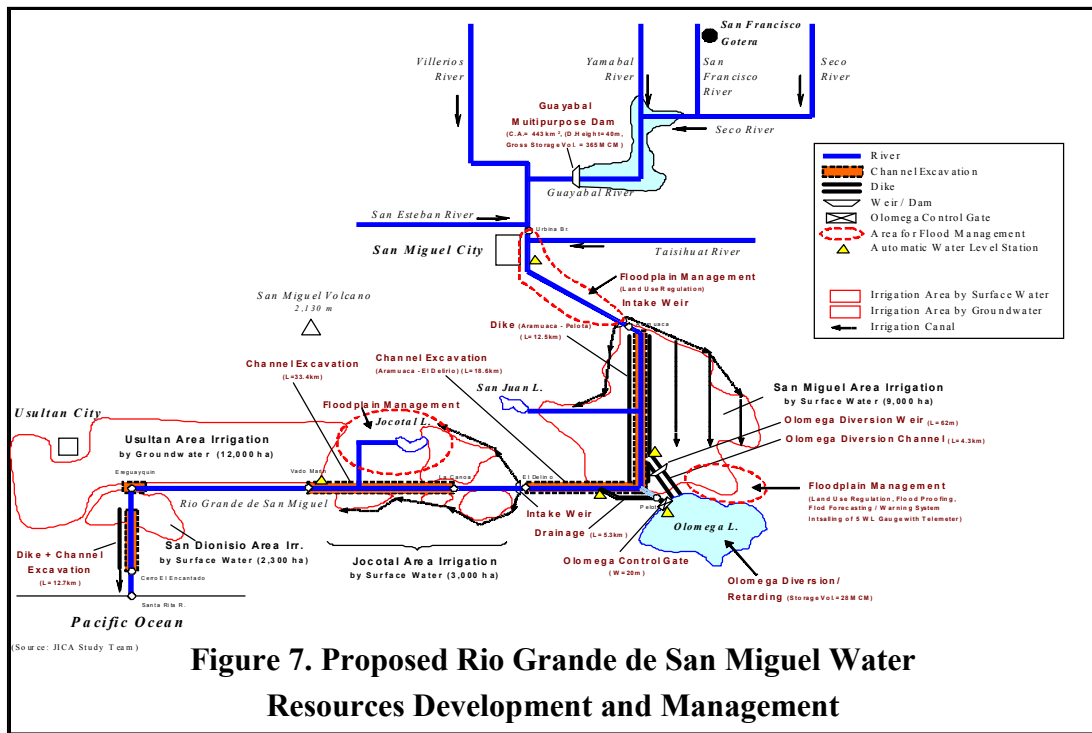 San Francisco
Gotera
Villerios
River
Yamabal
River
San
Francisco
River
Seco
River
Guayabal
Muitipurpose Dam
(C.A.= 443km², (D.Height=40m,
Gross Storage Vol. = 365MCM)
Seco River
Guayabal River
River
Channel Excavation
Dike
Weir / Dam
Olomega Control Gate
Area for Flood Management
Automatic Water Level Station
Irrigation Area by Surface Water
Irrigation Area by Groundwater
Irrigation Canal
San Esteban River
Urbina Br.
San Miguel City
Taisihuat River
Floodplain Management
(Land Use Regulation)
Intake Weir
San Miguel Volcano
2,130 m
Dike (Aramuaca - Pelota)
(L= 12.5km)
Channel Excavation
(L=33.4km)
Channel Excavation
(Aramuaca - El Delirio) (L=18.6km)
San Juan L.
San Miguel Area Irrigation
by Surface Water (9,000 ha)
Floodplain Management
Jocotal L.
Olomega Diversion Weir (L=62m)
Olomega Diversion Channel (L=4.3km)
Usultan City
Usultan Area Irrigation
by Groundwater (12,000 ha)
Ereguayquin
Vado Marin
La Canoa
El Delirio
Rio Grande de San Miguel
Intake Weir
Drainage (L=5.3km)
Pelota
Olomega L.
Floodplain Management
(Land Use Regulation, Flood Proofing,
Flod Forecasting / Warning System
Intsalling of 5 WL Gauge with Telemeter)
San Dionisio Area Irr.
by Surface Water (2,300 ha)
Jocotal Area Irrigation
by Surface Water (3,000 ha)
Olomega Control Gate
(W=20m)
Olomega Diversion/
Retarding (Storage Vol.=28MCM)
Dike + Channel
Excavation
(L= 12.7km)
Cerro El Encantado
Santa Rita R.
Pacific Ocean
(Source: JICA Study Team)
Figure 7. Proposed Rio Grande de San Miguel Water
Resources Development and Management